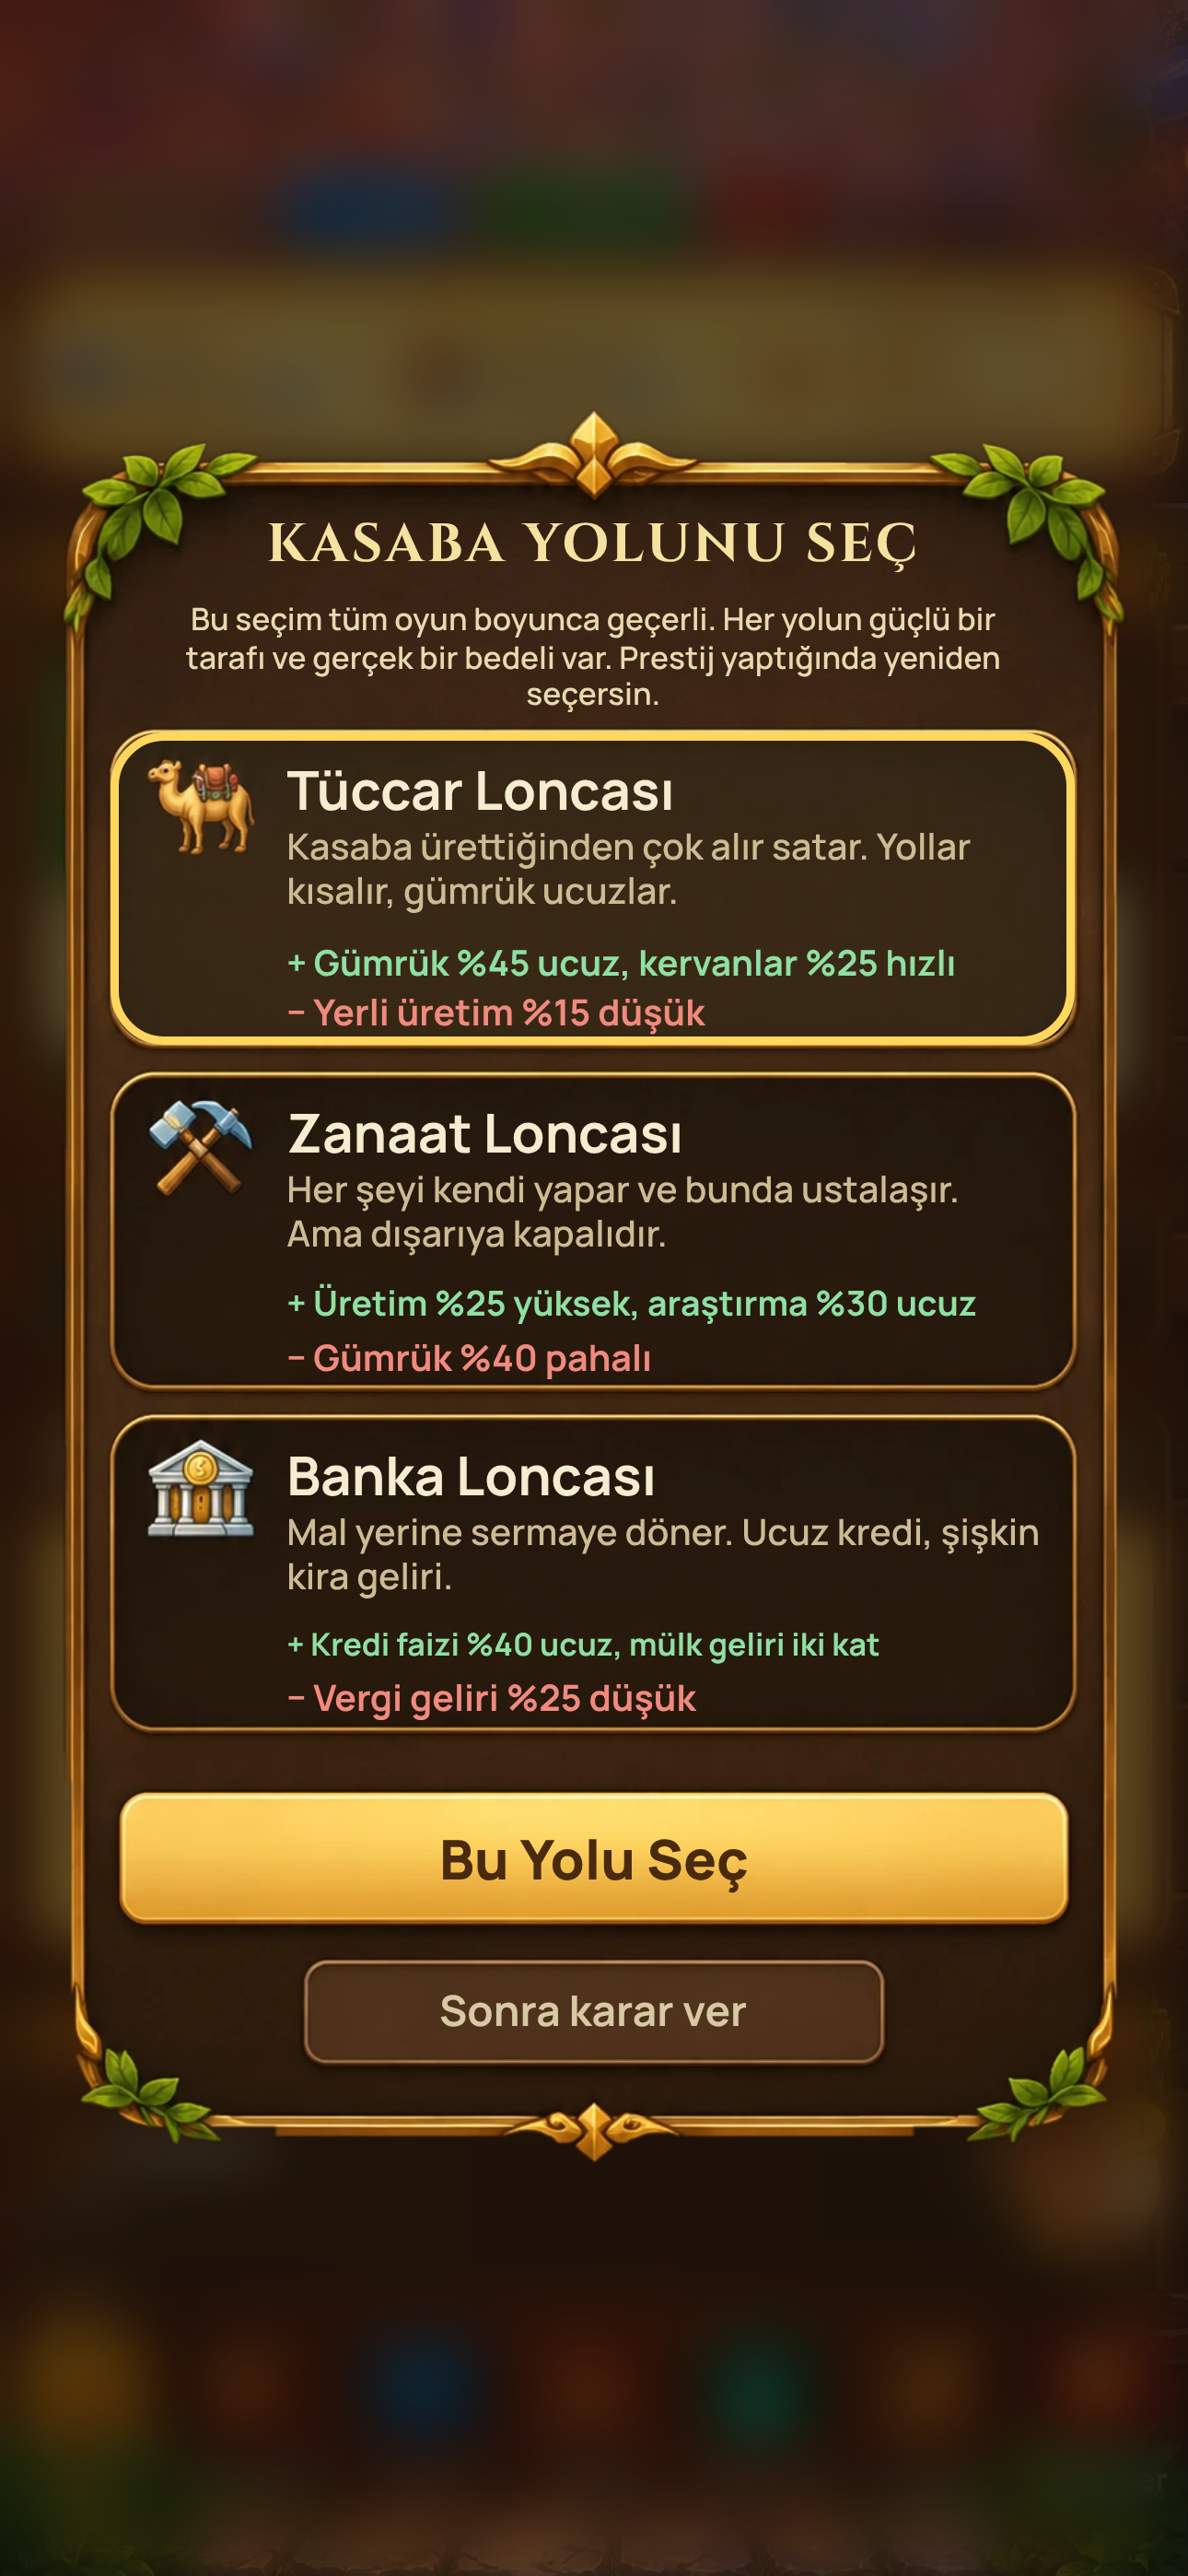 KASABA YOLUNU SEÇ
Bu seçim tüm oyun boyunca geçerli. Her yolun güçlü bir
tarafı ve gerçek bir bedeli var. Prestij yaptığında yeniden
seçersin.
Tüccar Loncası
Kasaba ürettiğinden çok alır satar. Yollar
kısalır, gümrük ucuzlar.
+ Gümrük %45 ucuz, kervanlar %25 hızlı
− Yerli üretim %15 düşük
Zanaat Loncası
Her şeyi kendi yapar ve bunda ustalaşır.
Ama dışarıya kapalıdır.
+ Üretim %25 yüksek, araştırma %30 ucuz
− Gümrük %40 pahalı
Banka Loncası
Mal yerine sermaye döner. Ucuz kredi, şişkin
kira geliri.
+ Kredi faizi %40 ucuz, mülk geliri iki kat
− Vergi geliri %25 düşük
Bu Yolu Seç
Sonra karar ver